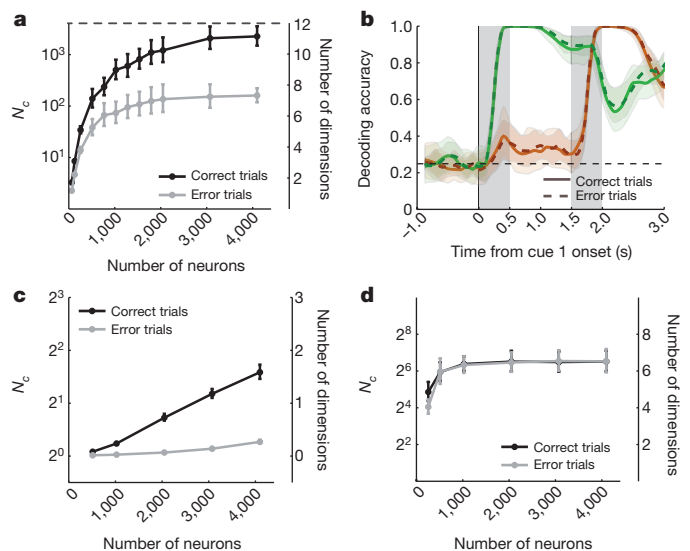 a
N_c
10³
10²
10¹
12
10
8
6
4
2
Number of dimensions
Correct trials
Error trials
0
1,000
2,000
3,000
4,000
Number of neurons
b
Decoding accuracy
1.0
0.8
0.6
0.4
0.2
0
Correct trials
Error trials
−1.0
0
0.5
1.5
2.0
3.0
Time from cue 1 onset (s)
c
N_c
2³
2²
2¹
2⁰
3
2
1
0
Number of dimensions
Correct trials
Error trials
0
1,000
2,000
3,000
4,000
Number of neurons
d
N_c
2⁸
2⁶
2⁴
2²
8
6
4
2
Number of dimensions
Correct trials
Error trials
0
1,000
2,000
3,000
4,000
Number of neurons